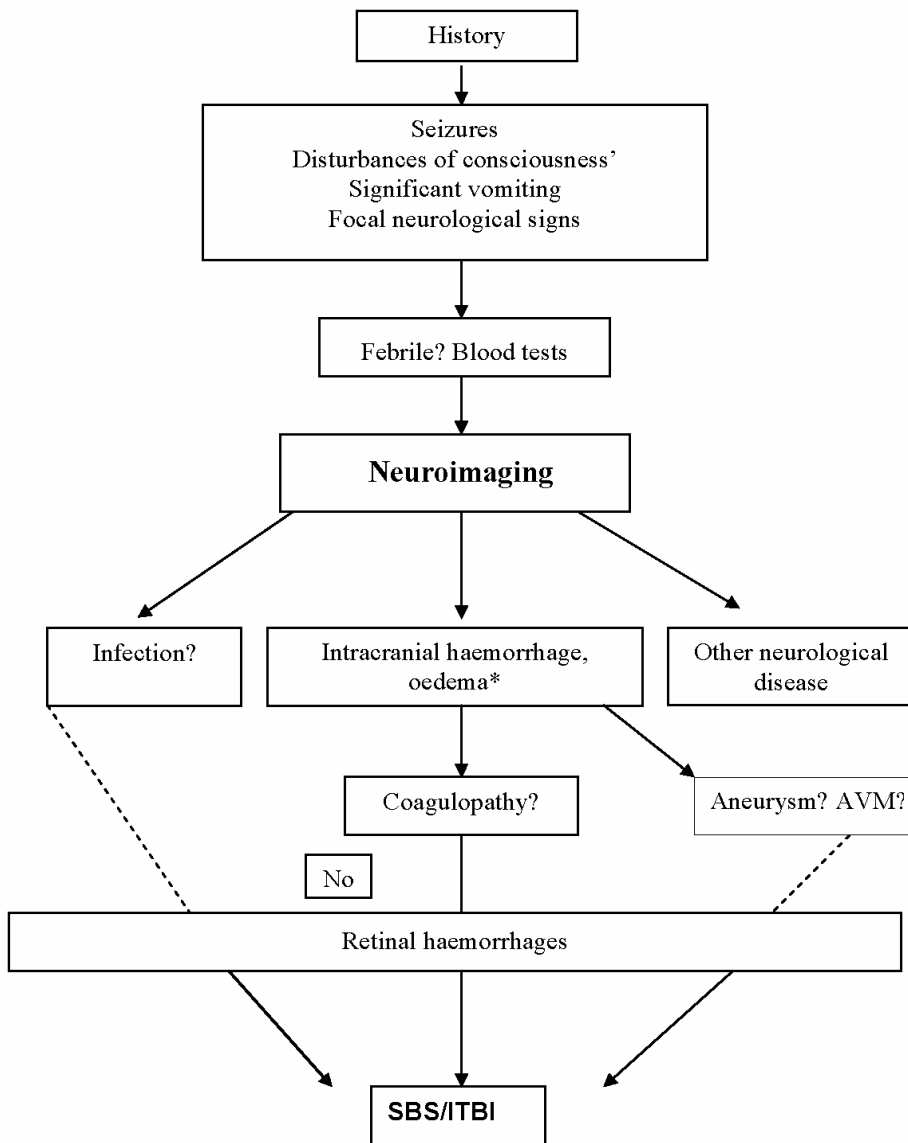 History
Seizures
Disturbances of consciousness’
Significant vomiting
Focal neurological signs
Febrile? Blood tests
Neuroimaging
Infection?
Intracranial haemorrhage,
oedema*
Other neurological
disease
Coagulopathy?
Aneurysm? AVM?
No
Retinal haemorrhages
SBS/ITBI